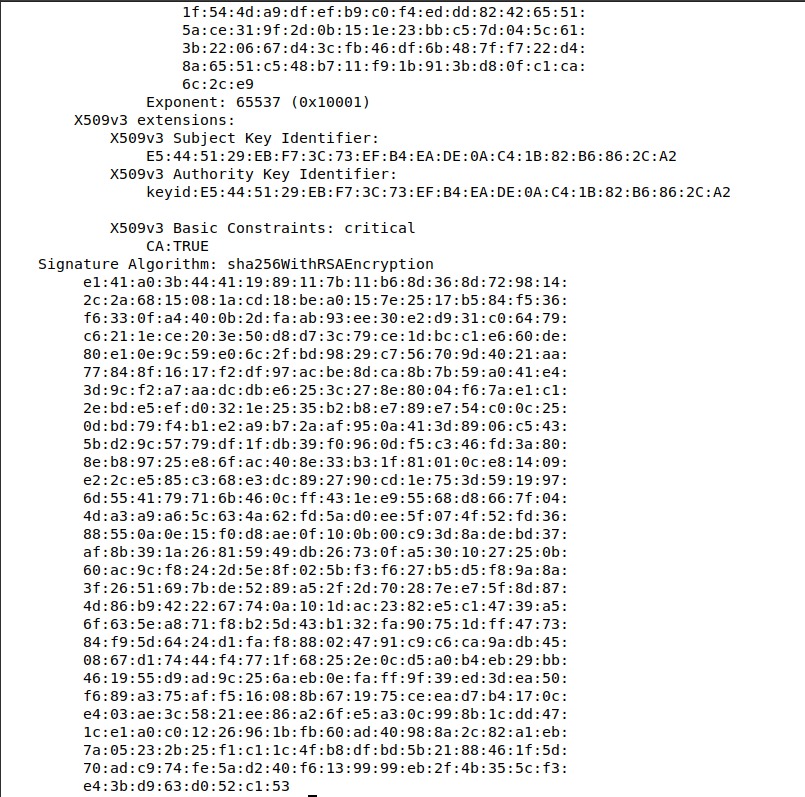 1f:54:4d:a9:df:ef:b9:c0:f4:ed:dd:82:42:65:51:
5a:ce:31:9f:2d:0b:15:1e:23:bb:c5:7d:04:5c:61:
3b:22:06:67:d4:3c:fb:46:df:6b:48:7f:f7:22:d4:
8a:65:51:c5:48:b7:11:f9:1b:91:3b:d8:0f:c1:ca:
6c:2c:e9
Exponent: 65537 (0x10001)
X509v3 extensions:
X509v3 Subject Key Identifier:
E5:44:51:29:EB:F7:3C:73:EF:B4:EA:DE:0A:C4:1B:82:B6:86:2C:A2
X509v3 Authority Key Identifier:
keyid:E5:44:51:29:EB:F7:3C:73:EF:B4:EA:DE:0A:C4:1B:82:B6:86:2C:A2
X509v3 Basic Constraints: critical
CA:TRUE
Signature Algorithm: sha256WithRSAEncryption
e1:41:a0:3b:44:41:19:89:11:7b:11:b6:8d:36:8d:72:98:14:
2c:2a:68:15:08:1a:cd:18:be:a0:15:7e:25:17:b5:84:f5:36:
f6:33:0f:a4:40:0b:2d:fa:ab:93:ee:30:e2:d9:31:c0:64:79:
c6:21:1e:ce:20:3e:50:d8:d7:3c:79:ce:1d:bc:c1:e6:60:de:
80:e1:0e:9c:59:e0:6c:2f:bd:98:29:c7:56:70:9d:40:21:aa:
77:84:8f:16:17:f2:df:97:ac:be:8d:ca:8b:7b:59:a0:41:e4:
3d:9c:f2:a7:aa:dc:db:e6:25:3c:27:8e:80:04:f6:7a:e1:c1:
2e:bd:e5:ef:d0:32:1e:25:35:b2:b8:e7:89:e7:54:c0:0c:25:
0d:bd:79:f4:b1:e2:a9:b7:2a:af:95:0a:41:3d:89:06:c5:43:
5b:d2:9c:57:79:df:1f:db:39:f0:96:0d:f5:c3:46:fd:3a:80:
8e:b8:97:25:e8:6f:ac:40:8e:33:b3:1f:81:01:0c:e8:14:09:
e2:2c:e5:85:c3:68:e3:dc:89:27:90:cd:1e:75:3d:59:19:97:
6d:55:41:79:71:6b:46:0c:ff:43:1e:e9:55:68:d8:66:7f:04:
4d:a3:a9:a6:5c:63:4a:62:fd:5a:d0:ee:5f:07:4f:52:fd:36:
88:55:0a:0e:15:f0:d8:ae:0f:10:0b:00:c9:3d:8a:de:bd:37:
af:8b:39:1a:26:81:59:49:db:26:73:0f:a5:30:10:27:25:0b:
60:ac:9c:f8:24:2d:5e:8f:02:5b:f3:f6:27:b5:d5:f8:9a:8a:
3f:26:51:69:7b:de:52:89:a5:2f:2d:70:28:7e:e7:5f:8d:87:
4d:86:b9:42:22:67:74:0a:10:1d:ac:23:82:e5:c1:47:39:a5:
6f:63:5e:a8:71:f8:b2:5d:43:b1:32:fa:90:75:1d:ff:47:73:
84:f9:5d:64:24:d1:fa:f8:88:02:47:91:c9:c6:ca:9a:db:45:
08:67:d1:74:44:f4:77:1f:68:25:2e:0c:d5:a0:b4:eb:29:bb:
46:19:55:d9:ad:9c:25:6a:eb:0e:fa:ff:9f:39:ed:3d:ea:50:
f6:89:a3:75:af:f5:16:08:8b:67:19:75:ce:ea:d7:b4:17:0c:
e4:03:ae:3c:58:21:ee:86:a2:6f:e5:a3:0c:99:8b:1c:dd:47:
1c:e1:a0:c0:12:26:96:1b:fb:60:ad:40:98:8a:2c:82:a1:eb:
7a:05:23:2b:25:f1:c1:1c:4f:b8:df:bd:5b:21:88:46:1f:5d:
70:ad:c9:74:fe:5a:d2:40:f6:13:99:99:eb:2f:4b:35:5c:f3:
e4:3b:d9:63:d0:52:c1:53